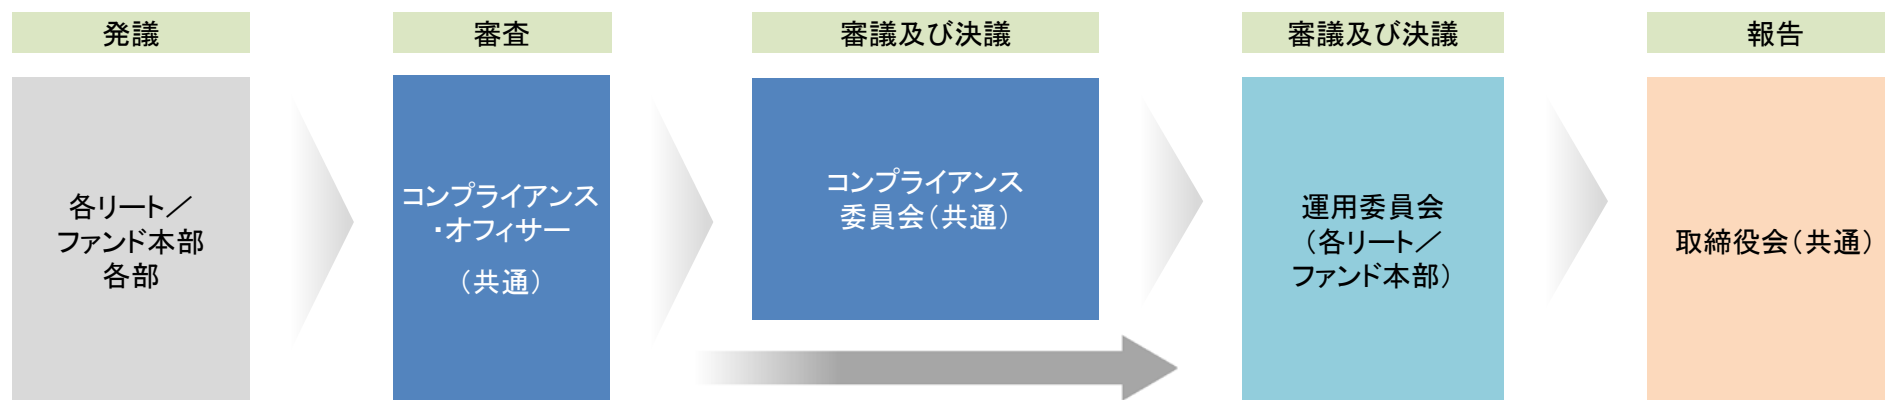 発議
審査
審議及び決議
審議及び決議
報告
各リート／
ファンド本部
各部
コンプライアンス
・オフィサー
（共通）
コンプライアンス
委員会（共通）
運用委員会
（各リート／
ファンド本部）
取締役会（共通）